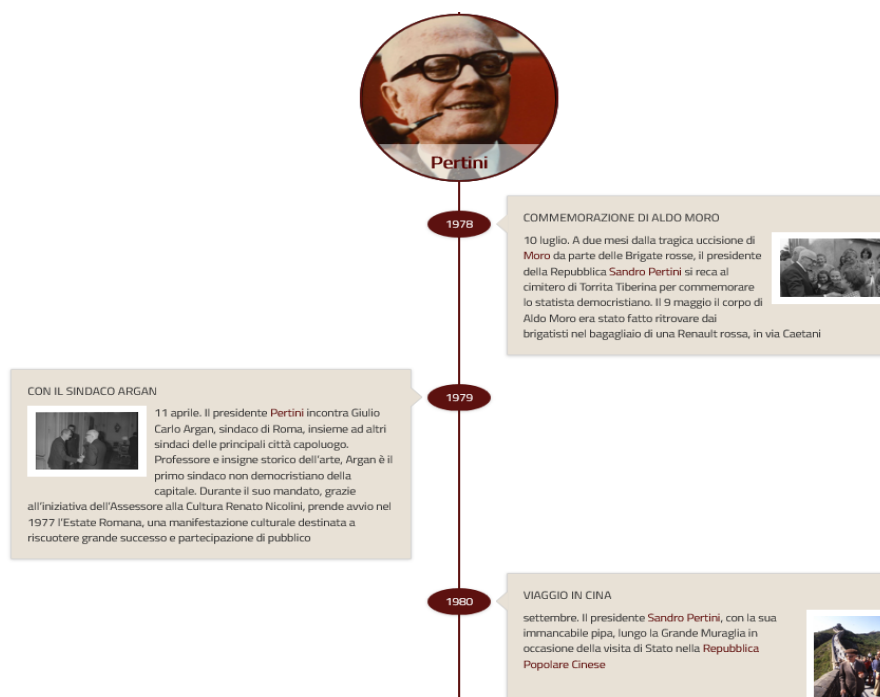 Pertini
1978
COMMEMORAZIONE DI ALDO MORO
10 luglio. A due mesi dalla tragica uccisione di
Moro da parte delle Brigate rosse, il presidente
della Repubblica Sandro Pertini si reca al
cimitero di Torrita Tiberina per commemorare
lo statista democristiano. Il 9 maggio il corpo di
Aldo Moro era stato fatto ritrovare dai
brigatisti nel bagagliaio di una Renault rossa, in via Caetani
1979
CON IL SINDACO ARGAN
11 aprile. Il presidente Pertini incontra Giulio
Carlo Argan, sindaco di Roma, insieme ad altri
sindaci delle principali città capoluogo.
Professore e insigne storico dell'arte, Argan è il
primo sindaco non democristiano della
capitale. Durante il suo mandato, grazie
all'iniziativa dell'Assessore alla Cultura Renato Nicolini, prende avvio nel
1977 l'Estate Romana, una manifestazione culturale destinata a
riscuotere grande successo e partecipazione di pubblico
1980
VIAGGIO IN CINA
settembre. Il presidente Sandro Pertini, con la sua
immancabile pipa, lungo la Grande Muraglia in
occasione della visita di Stato nella Repubblica
Popolare Cinese